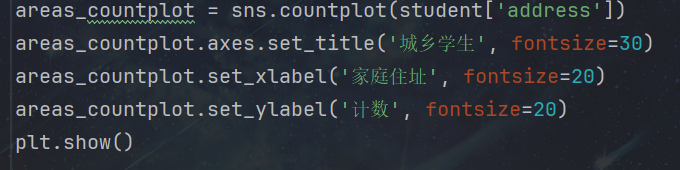 areas_countplot = sns.countplot(student['address'])
areas_countplot.axes.set_title('城乡学生', fontsize=30)
areas_countplot.set_xlabel('家庭住址', fontsize=20)
areas_countplot.set_ylabel('计数', fontsize=20)
plt.show()